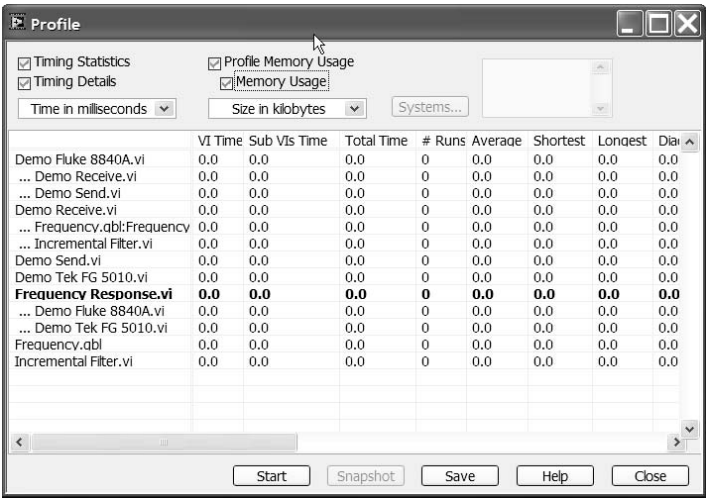 Profile
Timing Statistics
Profile Memory Usage
Timing Details
Memory Usage
Time in milliseconds
Size in kilobytes
Systems...
VI Time Sub VIs Time Total Time # Runs Average Shortest Longest Dia
Demo Fluke 8840A.vi 0.0 0.0 0.0 0 0.0 0.0 0.0 0.0
... Demo Receive.vi 0.0 0.0 0.0 0 0.0 0.0 0.0 0.0
... Demo Send.vi 0.0 0.0 0.0 0 0.0 0.0 0.0 0.0
Demo Receive.vi 0.0 0.0 0.0 0 0.0 0.0 0.0 0.0
... Frequency.gbl:Frequency 0.0 0.0 0.0 0 0.0 0.0 0.0 0.0
... Incremental Filter.vi 0.0 0.0 0.0 0 0.0 0.0 0.0 0.0
Demo Send.vi 0.0 0.0 0.0 0 0.0 0.0 0.0 0.0
Demo Tek FG 5010.vi 0.0 0.0 0.0 0 0.0 0.0 0.0 0.0
Frequency Response.vi 0.0 0.0 0.0 0 0.0 0.0 0.0 0.0
... Demo Fluke 8840A.vi 0.0 0.0 0.0 0 0.0 0.0 0.0 0.0
... Demo Tek FG 5010.vi 0.0 0.0 0.0 0 0.0 0.0 0.0 0.0
Frequency.gbl 0.0 0.0 0.0 0 0.0 0.0 0.0 0.0
Incremental Filter.vi 0.0 0.0 0.0 0 0.0 0.0 0.0 0.0
Start Snapshot Save Help Close